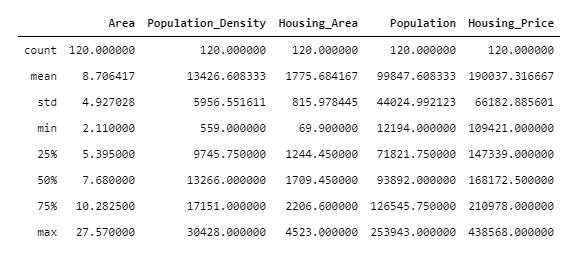 Area Population_Density Housing_Area Population Housing_Price
count 120.000000 120.000000 120.000000 120.000000 120.000000
mean 8.706417 13426.608333 1775.684167 99847.608333 190037.316667
std 4.927028 5956.551611 815.978445 44024.992123 66182.885601
min 2.110000 559.000000 69.900000 12194.000000 109421.000000
25% 5.395000 9745.750000 1244.450000 71821.750000 147339.000000
50% 7.680000 13266.000000 1709.450000 93892.000000 168172.500000
75% 10.282500 17151.000000 2206.600000 126545.750000 210978.000000
max 27.570000 30428.000000 4523.000000 253943.000000 438568.000000